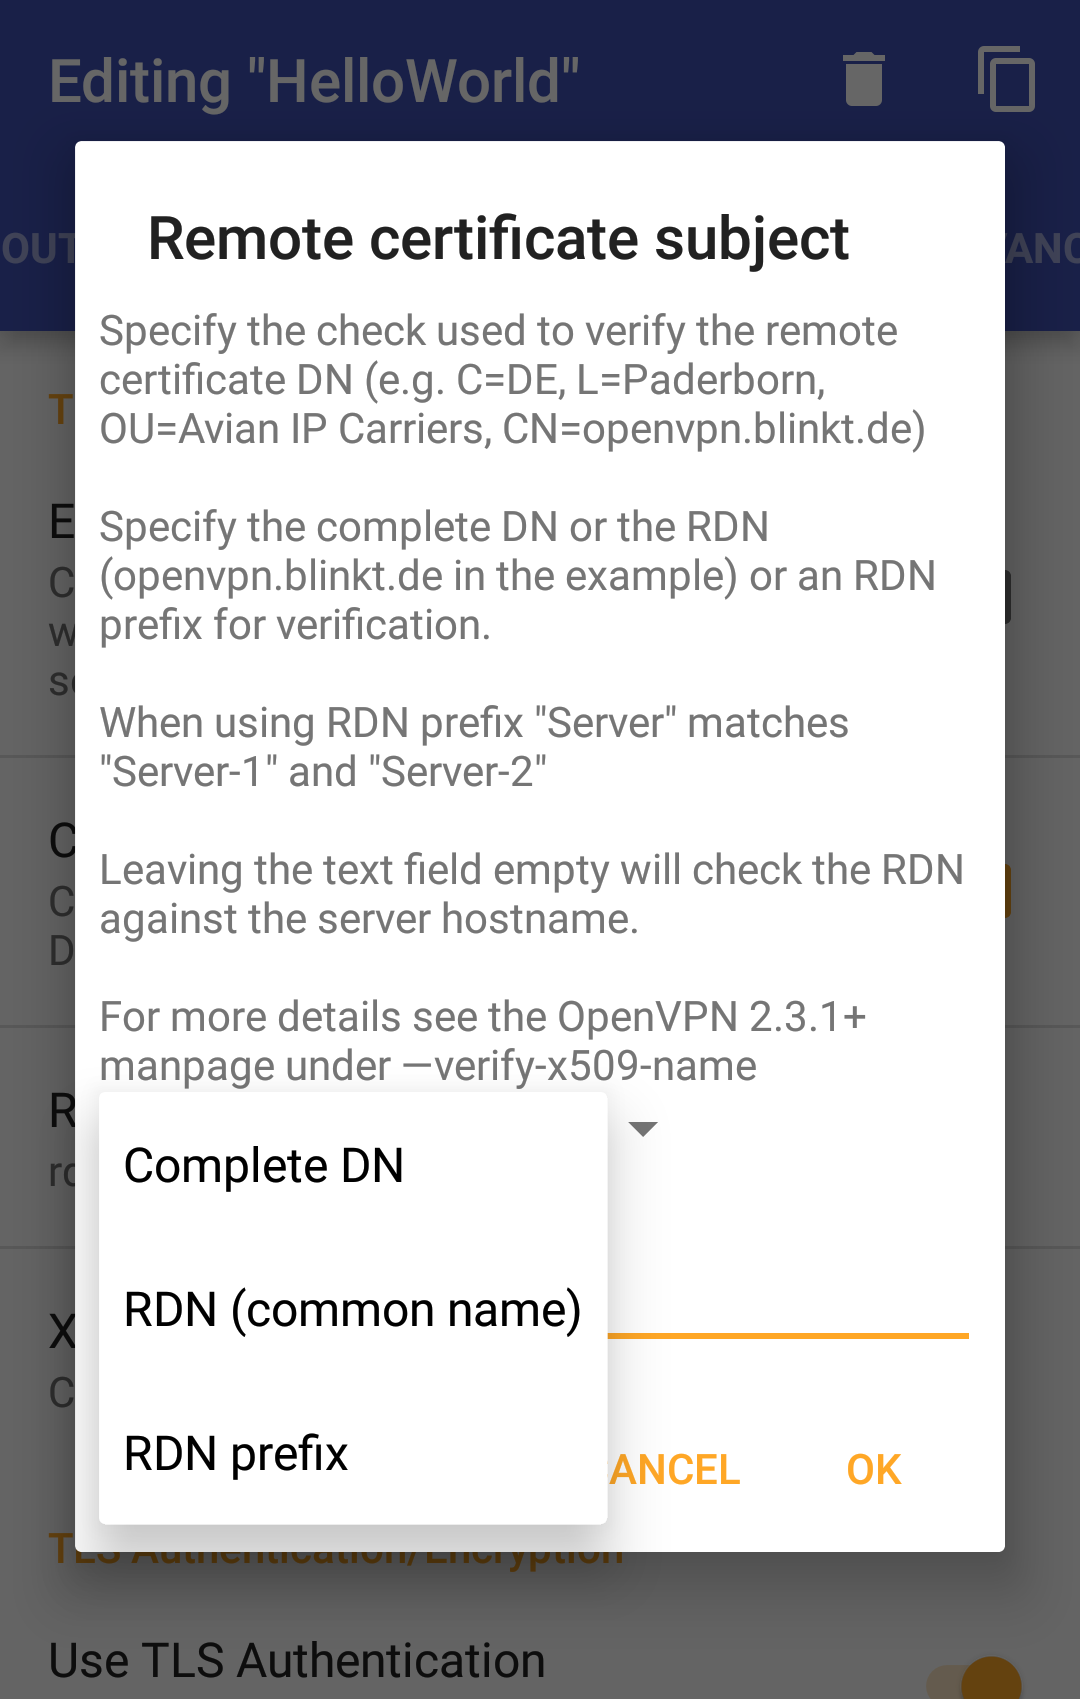 Editing "HelloWorld"
Remote certificate subject
Specify the check used to verify the remote
certificate DN (e.g. C=DE, L=Paderborn,
OU=Avian IP Carriers, CN=openvpn.blinkt.de)
Specify the complete DN or the RDN
(openvpn.blinkt.de in the example) or an RDN
prefix for verification.
When using RDN prefix "Server" matches
"Server-1" and "Server-2"
Leaving the text field empty will check the RDN
against the server hostname.
For more details see the OpenVPN 2.3.1+
manpage under —verify-x509-name
Complete DN
RDN (common name)
RDN prefix
ANCEL
OK
TLS Authentication/Encryption
Use TLS Authentication